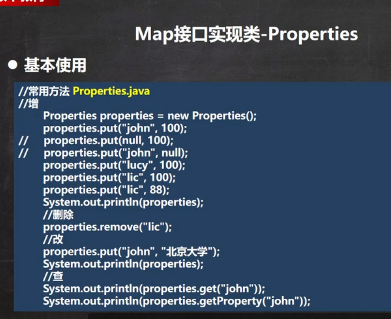 Map接口实现类-Properties
● 基本使用
//常用方法 Properties.java
//增
Properties properties = new Properties();
properties.put("john", 100);
// properties.put(null, 100);
// properties.put("john", null);
properties.put("lucy", 100);
properties.put("lic", 100);
properties.put("lic", 88);
System.out.println(properties);
//删除
properties.remove("lic");
//改
properties.put("john", "北京大学");
System.out.println(properties);
//查
System.out.println(properties.get("john"));
System.out.println(properties.getProperty("john"));